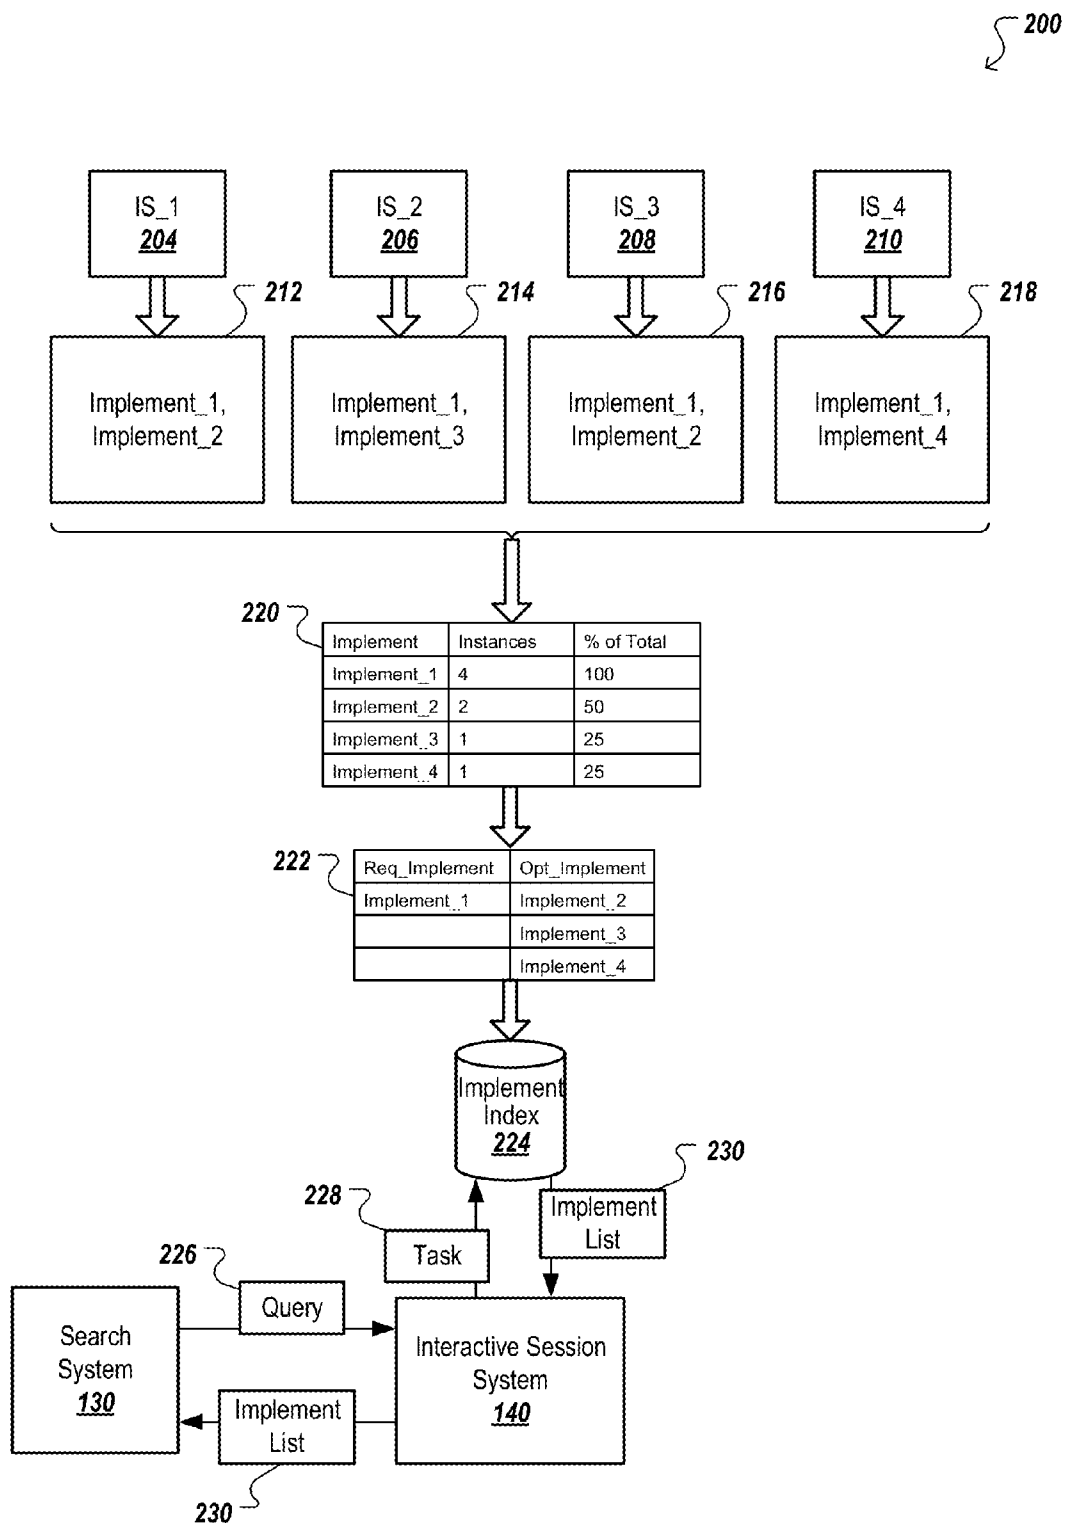 200
IS_1
204
IS_2
206
IS_3
208
IS_4
210
212
214
216
218
Implement_1,
Implement_2
Implement_1,
Implement_3
Implement_1,
Implement_2
Implement_1,
Implement_4
220
Implement Instances % of Total
Implement_1 4 100
Implement_2 2 50
Implement_3 1 25
Implement_4 1 25
222
Req_Implement Opt_Implement
Implement_1 Implement_2
Implement_3
Implement_4
Implement
Index
224
230
228
Implement
List
Task
226
Query
Search
System
130
Interactive Session
System
140
Implement
List
230